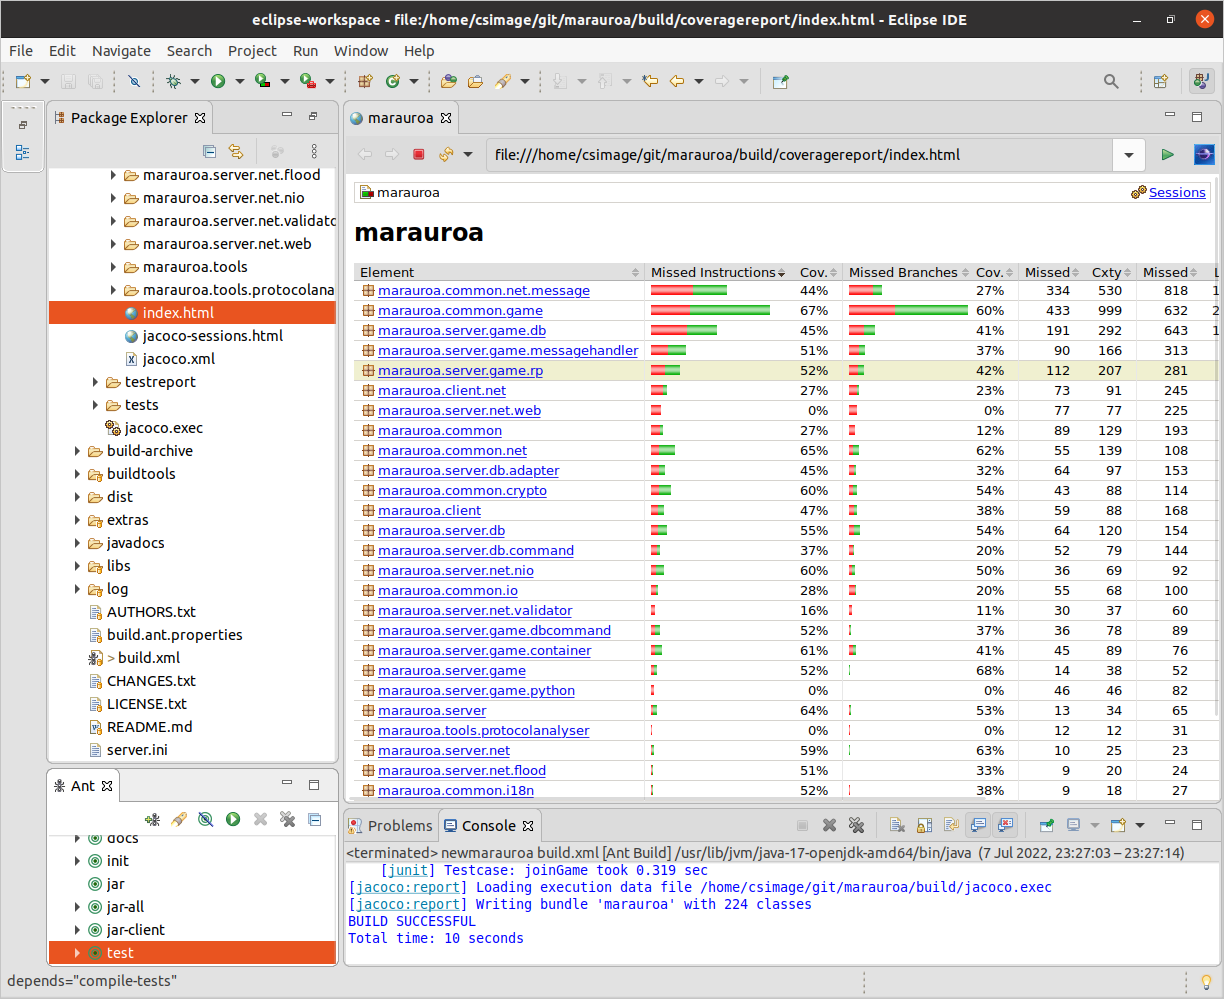 eclipse-workspace - file:/home/csimage/git/marauroa/build/coveragereport/index.html - Eclipse IDE
File Edit Navigate Search Project Run Window Help
Package Explorer
marauroa.server.net.flood
marauroa.server.net.nio
marauroa.server.net.validato
marauroa.server.net.web
marauroa.tools
marauroa.tools.protocolana
index.html
jacoco-sessions.html
jacoco.xml
testreport
tests
jacoco.exec
build-archive
buildtools
dist
extras
javadocs
libs
log
AUTHORS.txt
build.ant.properties
> build.xml
CHANGES.txt
LICENSE.txt
README.md
server.ini
Ant
docs
init
jar
jar-all
jar-client
test
marauroa
file:///home/csimage/git/marauroa/build/coveragereport/index.html
marauroa Sessions
marauroa
Element Missed Instructions Cov. Missed Branches Cov. Missed Cxty Missed L
marauroa.common.net.message 44% 27% 334 530 818 1
marauroa.common.game 67% 60% 433 999 632 2
marauroa.server.game.db 45% 41% 191 292 643 1
marauroa.server.game.messagehandler 51% 37% 90 166 313
marauroa.server.game.rp 52% 42% 112 207 281
marauroa.client.net 27% 23% 73 91 245
marauroa.server.net.web 0% 0% 77 77 225
marauroa.common 27% 12% 89 129 193
marauroa.common.net 65% 62% 55 139 108
marauroa.server.db.adapter 45% 32% 64 97 153
marauroa.common.crypto 60% 54% 43 88 114
marauroa.client 47% 38% 59 88 168
marauroa.server.db 55% 54% 64 120 154
marauroa.server.db.command 37% 20% 52 79 144
marauroa.server.net.nio 60% 50% 36 69 92
marauroa.common.io 28% 20% 55 68 100
marauroa.server.net.validator 16% 11% 30 37 60
marauroa.server.game.dbcommand 52% 37% 36 78 89
marauroa.server.game.container 61% 41% 45 89 76
marauroa.server.game 52% 68% 14 38 52
marauroa.server.game.python 0% 0% 46 46 82
marauroa.server 64% 53% 13 34 65
marauroa.tools.protocolanalyser 0% 0% 12 12 31
marauroa.server.net 59% 63% 10 25 23
marauroa.server.net.flood 51% 33% 9 20 24
marauroa.common.i18n 52% 38% 9 18 27
Problems Console
<terminated> newmarauroa build.xml [Ant Build] /usr/lib/jvm/java-17-openjdk-amd64/bin/java (7 Jul 2022, 23:27:03 – 23:27:14)
[junit] Testcase: joinGame took 0.319 sec
[jacoco:report] Loading execution data file /home/csimage/git/marauroa/build/jacoco.exec
[jacoco:report] Writing bundle 'marauroa' with 224 classes
BUILD SUCCESSFUL
Total time: 10 seconds
depends="compile-tests"